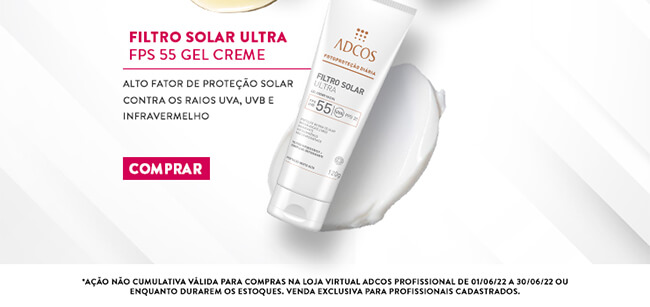 FILTRO SOLAR ULTRA
FPS 55 GEL CREME
ALTO FATOR DE PROTEÇÃO SOLAR
CONTRA OS RAIOS UVA, UVB E
INFRAVERMELHO
COMPRAR
ADCOS
FOTOPROTEÇÃO DIÁRIA
FILTRO SOLAR
ULTRA
55
UVA
120g
*AÇÃO NÃO CUMULATIVA VÁLIDA PARA COMPRAS NA LOJA VIRTUAL ADCOS PROFISSIONAL DE 01/06/22 A 30/06/22 OU
ENQUANTO DURAREM OS ESTOQUES. VENDA EXCLUSIVA PARA PROFISSIONAIS CADASTRADOS.